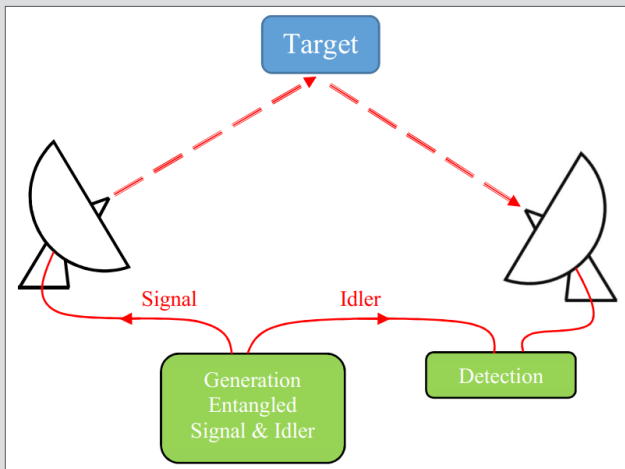 Target
Signal
Idler
Generation
Entangled
Signal & Idler
Detection